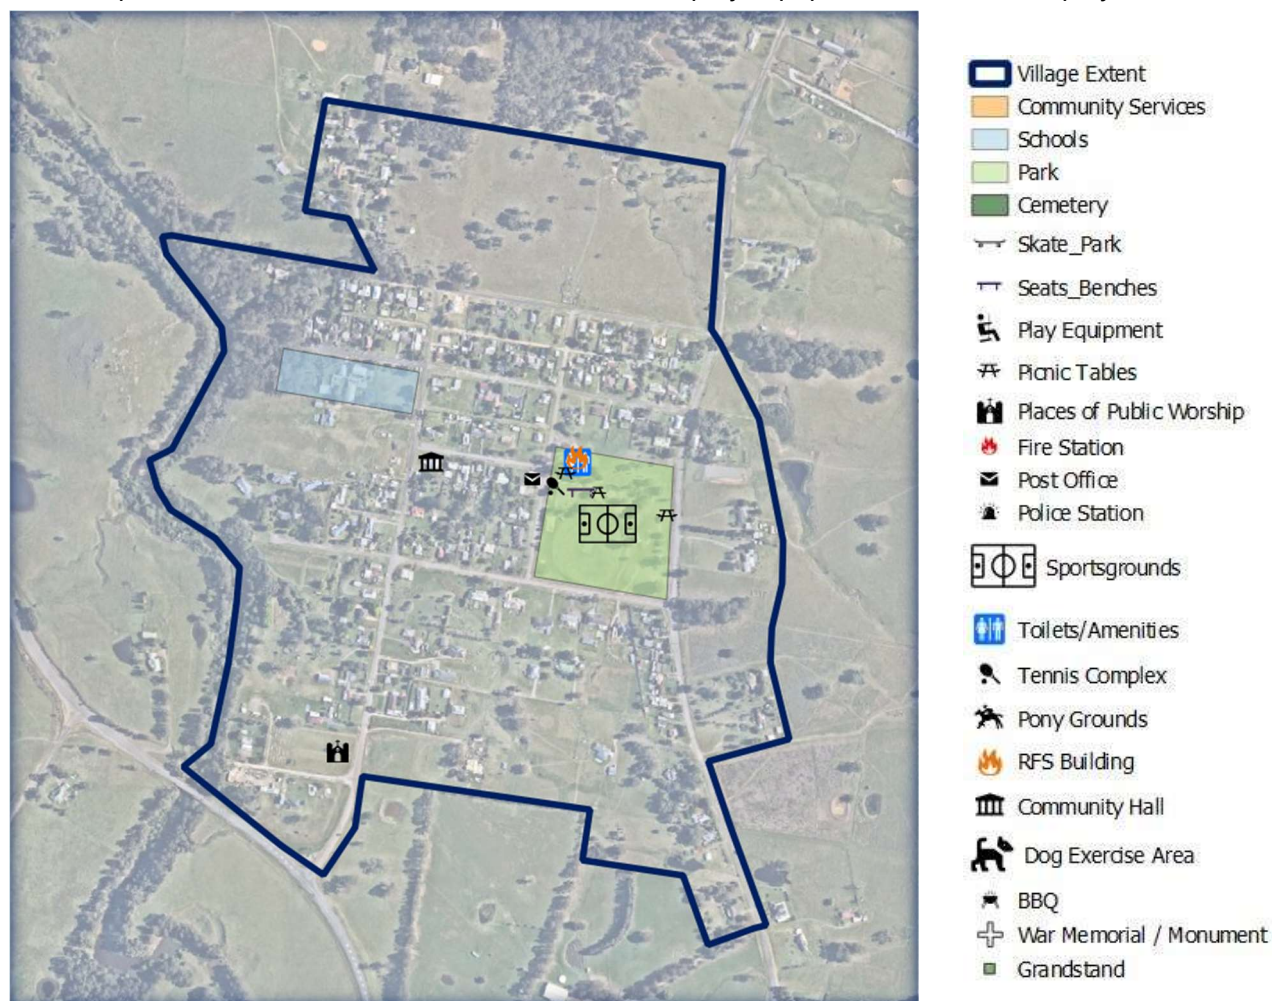 Village Extent
Community Services
Schools
Park
Cemetery
Skate_Park
Seats_Benches
Play Equipment
Picnic Tables
Places of Public Worship
Fire Station
Post Office
Police Station
Sportsgrounds
Toilets/Amenities
Tennis Complex
Pony Grounds
RFS Building
Community Hall
Dog Exercise Area
BBQ
War Memorial / Monument
Grandstand